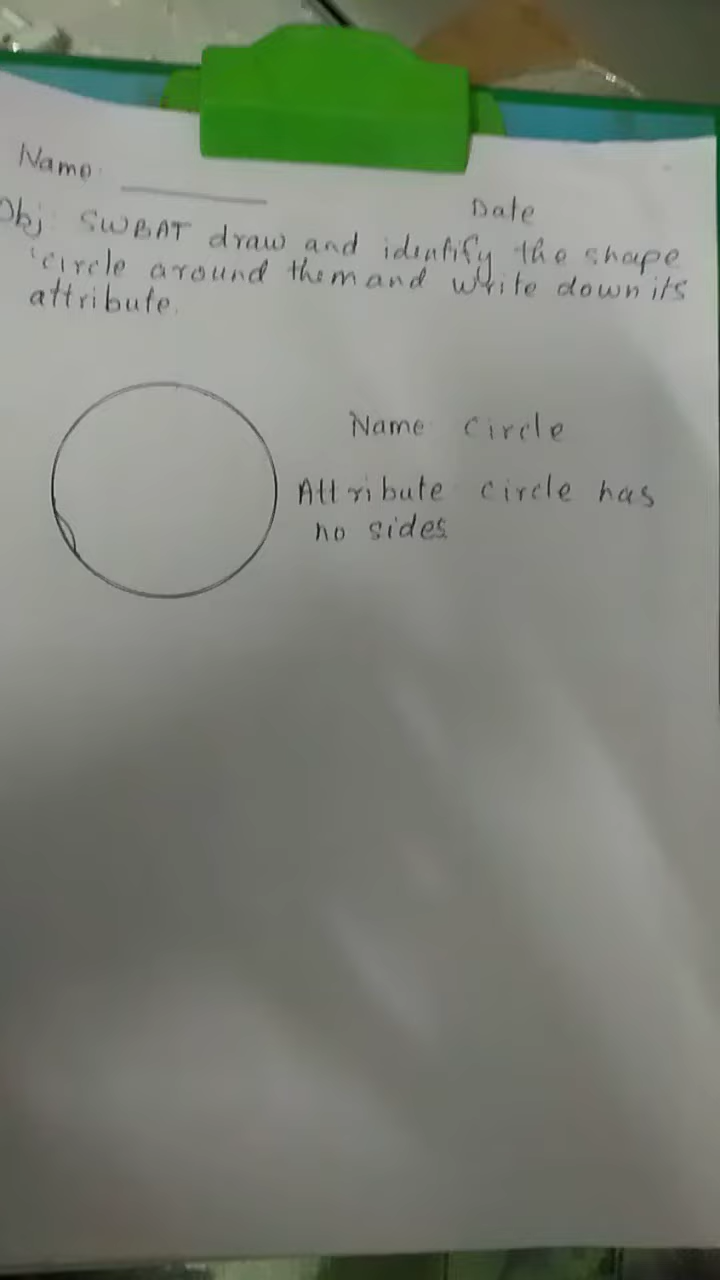 Name:
Date
Obj: SWBAT draw and identify the shape
'circle around them and write down its
attribute.
Name: Circle
Attribute: circle has
no sides